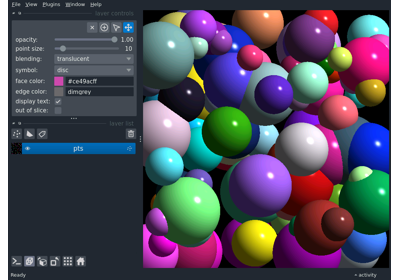 File View Plugins Window Help
layer controls
opacity: 1.00
point size: 10
blending: translucent
symbol: disc
face color: #ce49acff
edge color: dimgrey
display text:
out of slice:
layer list
pts
Ready
activity